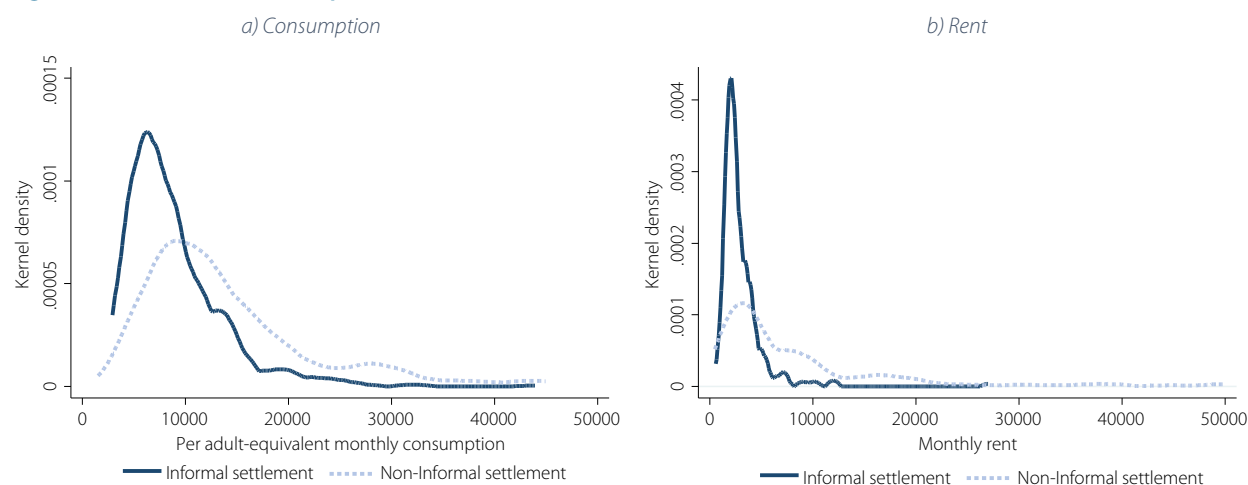 a) Consumption
Kernel density
.00015
.0001
.00005
0
0 10000 20000 30000 40000 50000
Per adult-equivalent monthly consumption
Informal settlement Non-Informal settlement
b) Rent
Kernel density
.0004
.0003
.0002
.0001
0
0 10000 20000 30000 40000 50000
Monthly rent
Informal settlement Non-Informal settlement